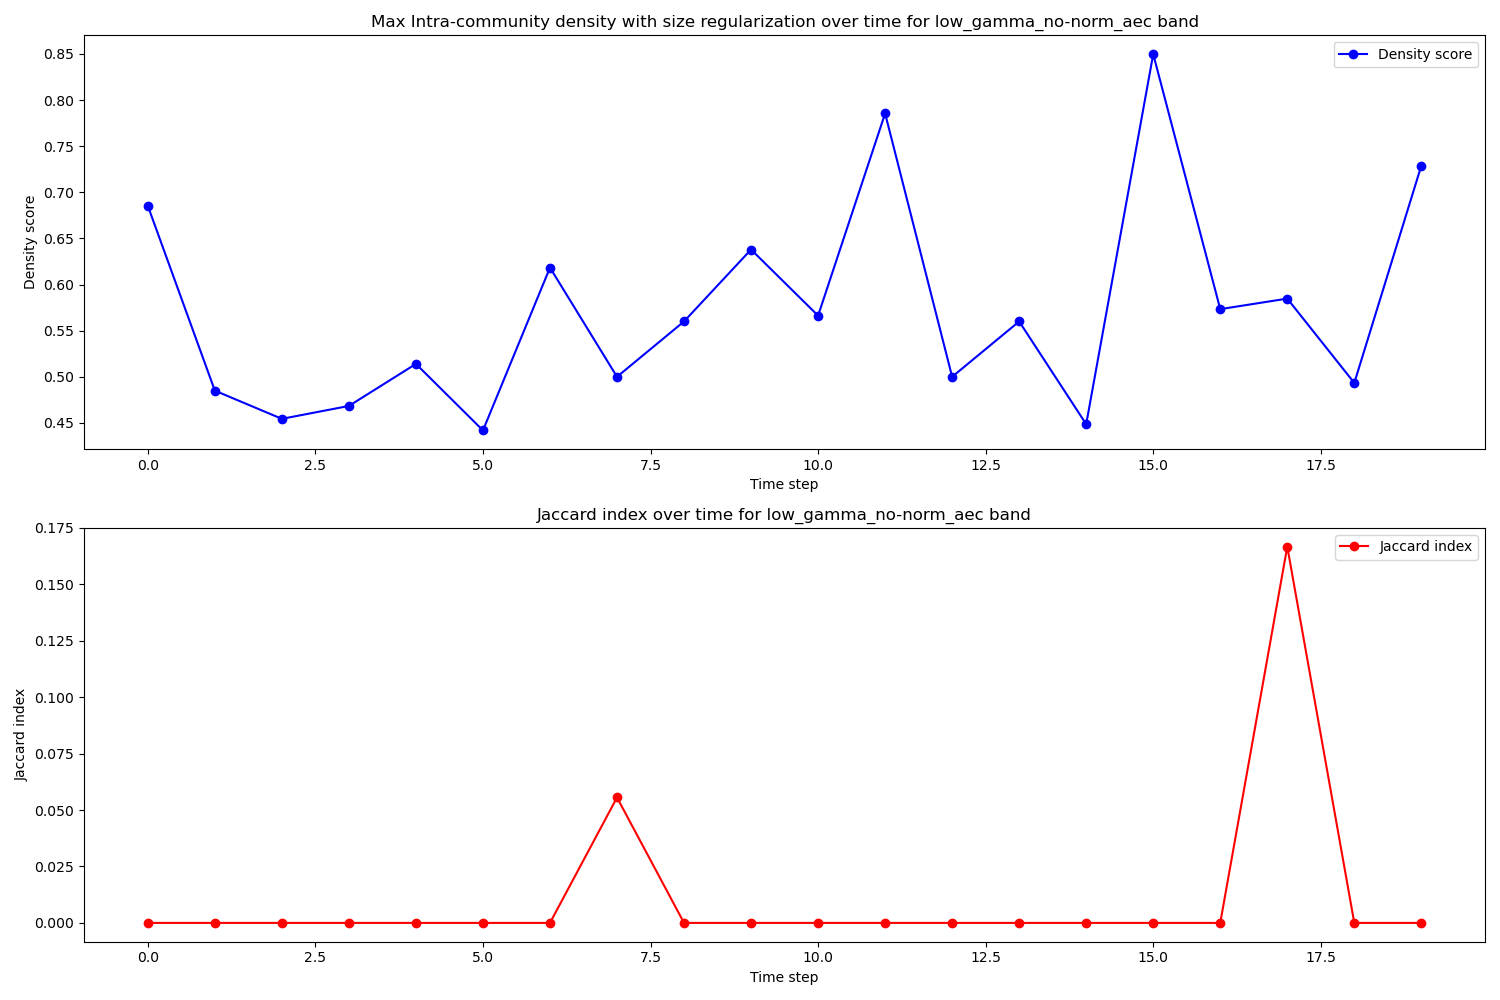 Max Intra-community density with size regularization over time for low_gamma_no-norm_aec band
Density score
0.85
0.80
0.75
0.70
0.65
0.60
0.55
0.50
0.45
Density score
0.0 2.5 5.0 7.5 10.0 12.5 15.0 17.5
Time step
Jaccard index over time for low_gamma_no-norm_aec band
Jaccard index
0.175
0.150
0.125
0.100
0.075
0.050
0.025
0.000
Jaccard index
0.0 2.5 5.0 7.5 10.0 12.5 15.0 17.5
Time step